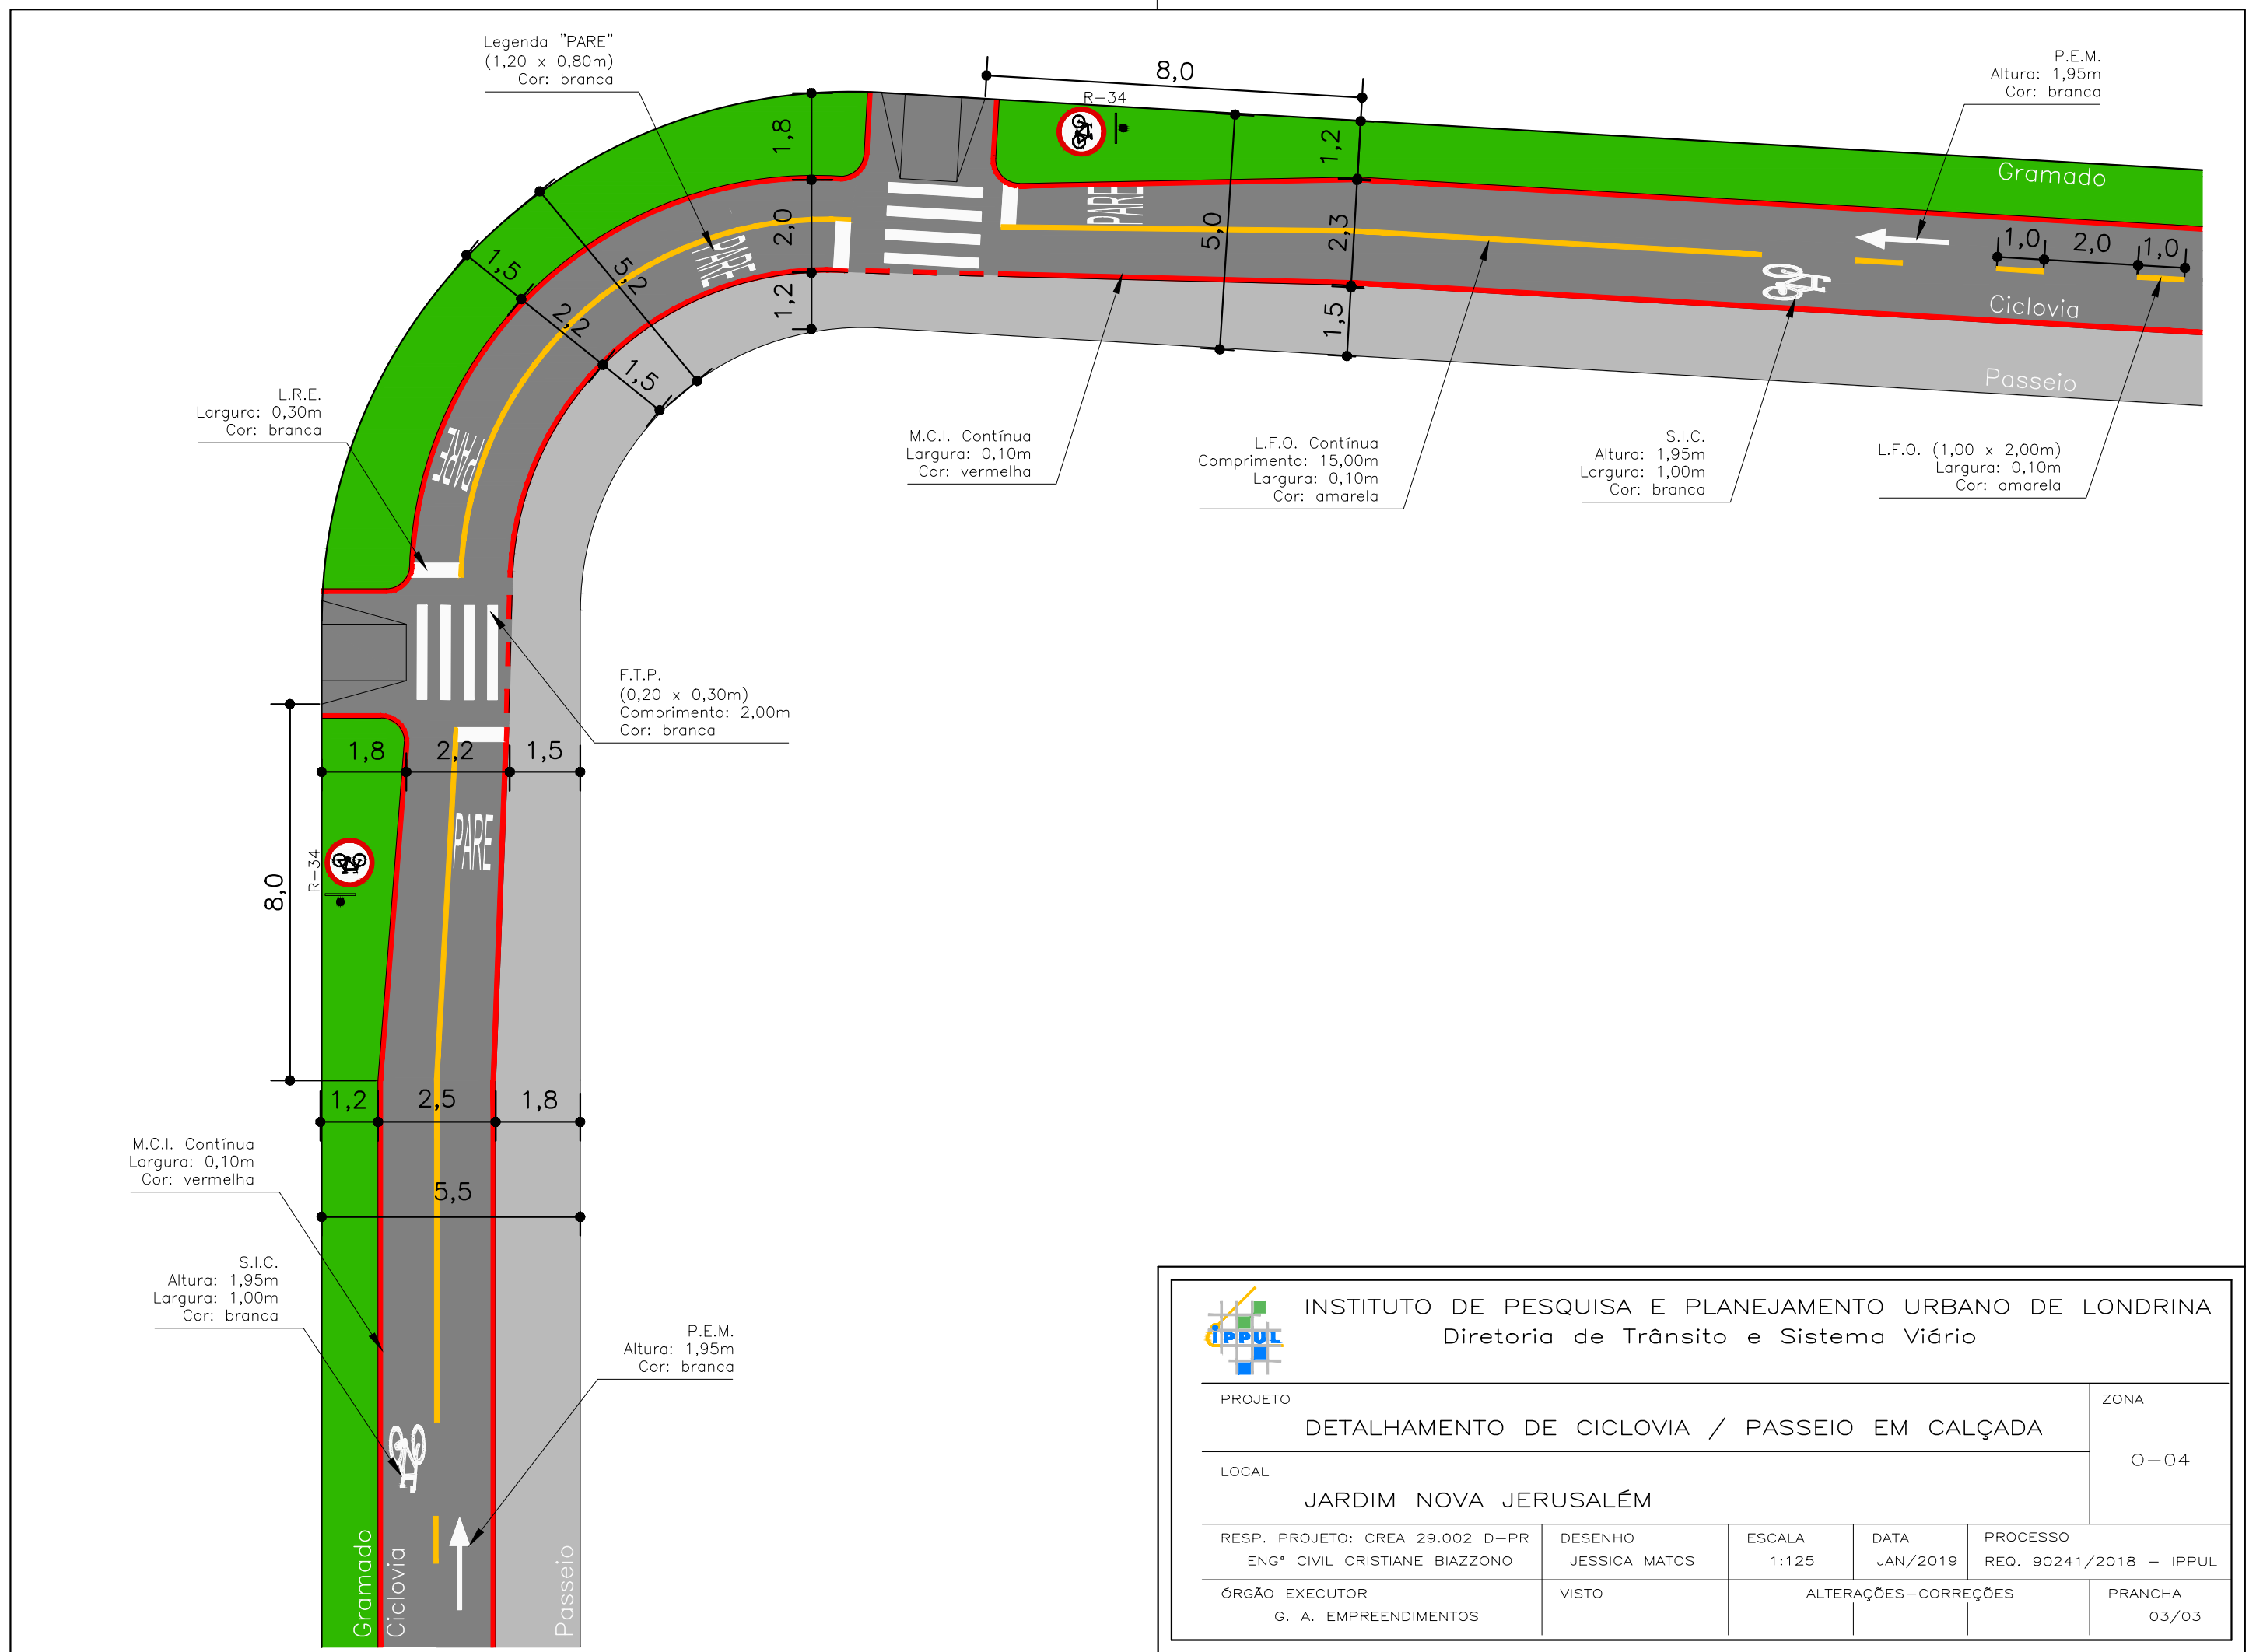 Legenda "PARE"
(1,20 x 0,80m)
Cor: branca
8,0
R-34
P.E.M.
Altura: 1,95m
Cor: branca
1,8
1,2
Gramado
PARE
2,0
5,0
2,3
1,0
2,0
1,0
PARE
1,5
5,2
1,2
2,2
1,5
Ciclovia
1,5
Passeio
L.R.E.
Largura: 0,30m
Cor: branca
PARE
M.C.I. Contínua
Largura: 0,10m
Cor: vermelha
L.F.O. Contínua
Comprimento: 15,00m
Largura: 0,10m
Cor: amarela
S.I.C.
Altura: 1,95m
Largura: 1,00m
Cor: branca
L.F.O. (1,00 x 2,00m)
Largura: 0,10m
Cor: amarela
F.T.P.
(0,20 x 0,30m)
Comprimento: 2,00m
Cor: branca
1,8
2,2
1,5
PARE
R-34
8,0
1,2
2,5
1,8
M.C.I. Contínua
Largura: 0,10m
Cor: vermelha
5,5
S.I.C.
Altura: 1,95m
Largura: 1,00m
Cor: branca
P.E.M.
Altura: 1,95m
Cor: branca
Gramado
Ciclovia
Passeio
IPPUL
INSTITUTO DE PESQUISA E PLANEJAMENTO URBANO DE LONDRINA
Diretoria de Trânsito e Sistema Viário
PROJETO
DETALHAMENTO DE CICLOVIA / PASSEIO EM CALÇADA
ZONA
O-04
LOCAL
JARDIM NOVA JERUSALÉM
RESP. PROJETO: CREA 29.002 D-PR
ENGª CIVIL CRISTIANE BIAZZONO
DESENHO
JESSICA MATOS
ESCALA
1:125
DATA
JAN/2019
PROCESSO
REQ. 90241/2018 - IPPUL
ÓRGÃO EXECUTOR
G. A. EMPREENDIMENTOS
VISTO
ALTERAÇÕES-CORREÇÕES
PRANCHA
03/03